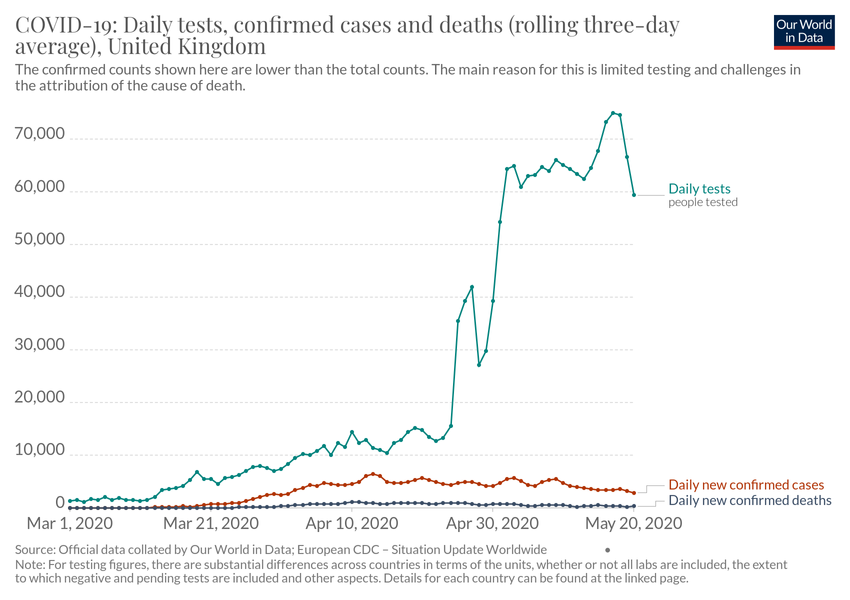 COVID-19: Daily tests, confirmed cases and deaths (rolling three-day
average), United Kingdom
Our World
in Data
The confirmed counts shown here are lower than the total counts. The main reason for this is limited testing and challenges in
the attribution of the cause of death.
70,000
60,000
50,000
40,000
30,000
20,000
10,000
0
Daily tests
people tested
Daily new confirmed cases
Daily new confirmed deaths
Mar 1, 2020
Mar 21, 2020
Apr 10, 2020
Apr 30, 2020
May 20, 2020
Source: Official data collated by Our World in Data; European CDC – Situation Update Worldwide
Note: For testing figures, there are substantial differences across countries in terms of the units, whether or not all labs are included, the extent
to which negative and pending tests are included and other aspects. Details for each country can be found at the linked page.